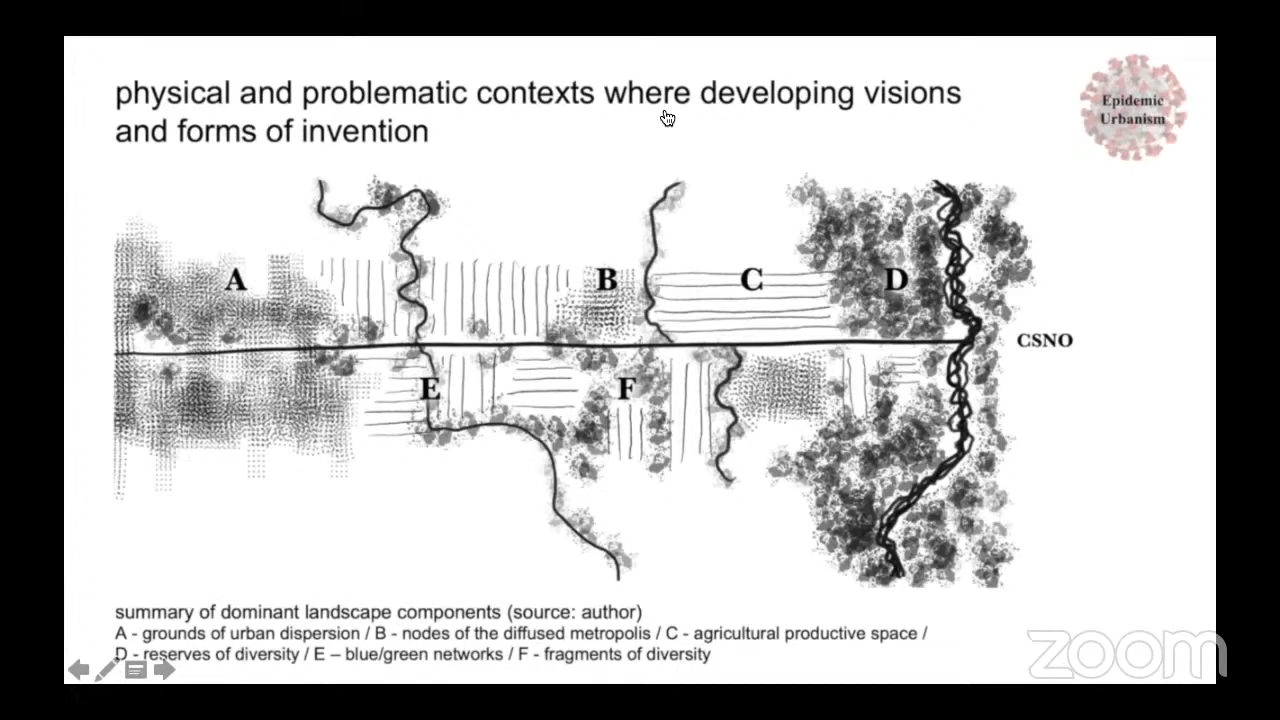 physical and problematic contexts where developing visions
and forms of invention
Epidemic
Urbanism
A
B
C
D
CSNO
E
F
summary of dominant landscape components (source: author)
A - grounds of urban dispersion / B - nodes of the diffused metropolis / C - agricultural productive space /
D - reserves of diversity / E – blue/green networks / F - fragments of diversity
zoom